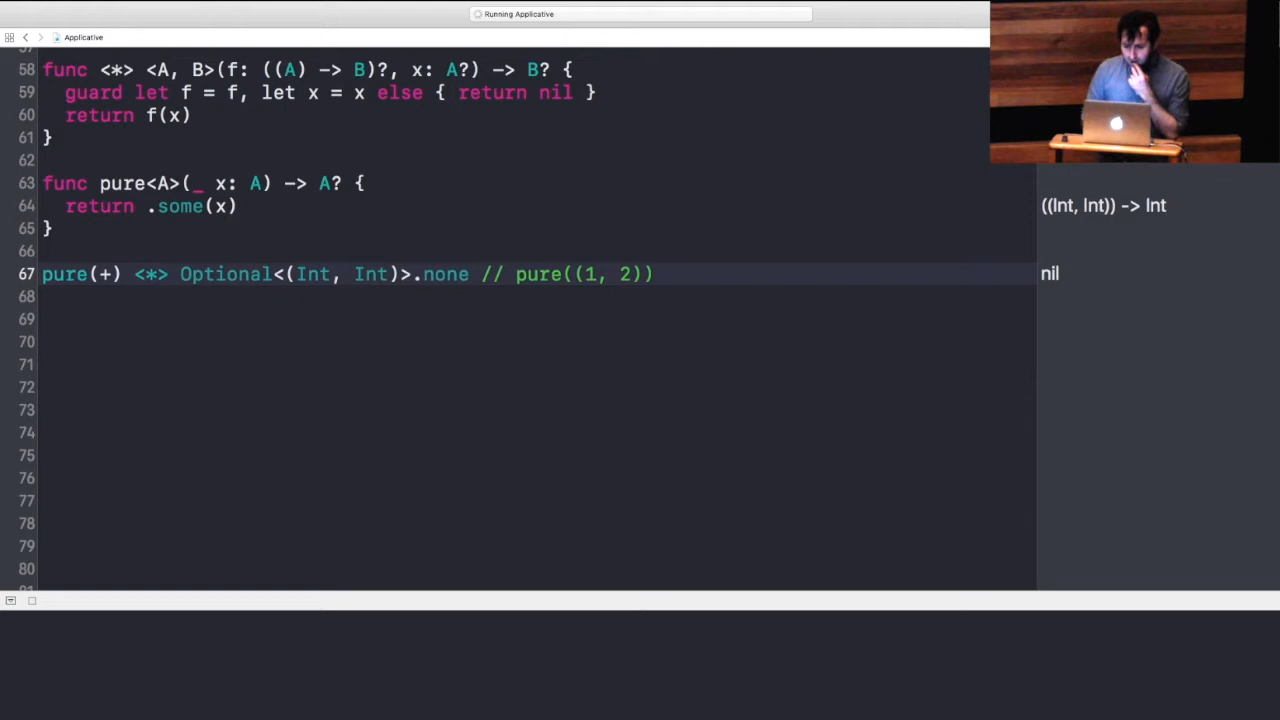 Running Applicative
Applicative
57
58 func <*> <A, B>(f: ((A) -> B)?, x: A?) -> B? {
59 guard let f = f, let x = x else { return nil }
60 return f(x)
61 }
62
63 func pure<A>(_ x: A) -> A? {
64 return .some(x) ((Int, Int)) -> Int
65 }
66
67 pure(+) <*> Optional<(Int, Int)>.none // pure((1, 2)) nil
68
69
70
71
72
73
74
75
76
77
78
79
80
81